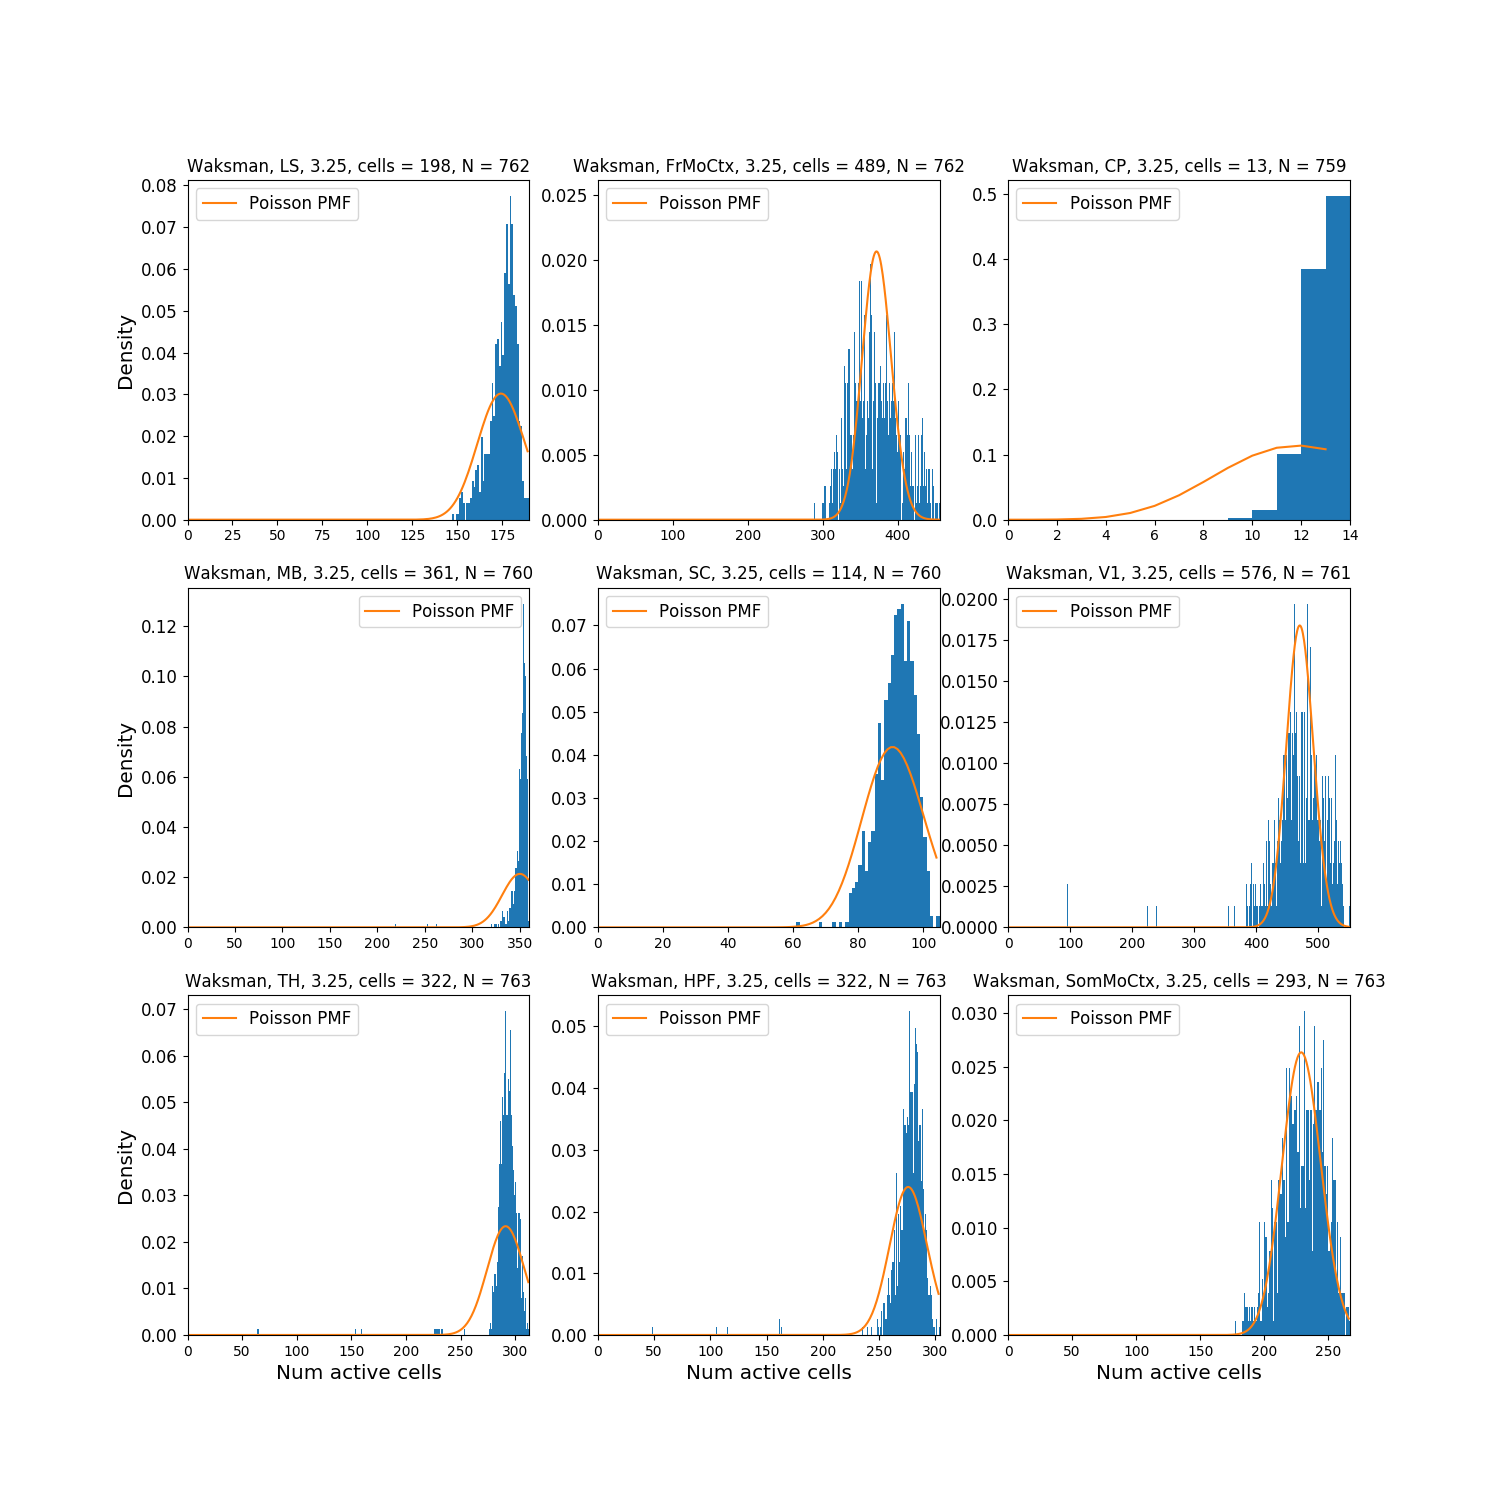 Waksman, LS, 3.25, cells = 198, N = 762
Waksman, FrMoCtx, 3.25, cells = 489, N = 762
Waksman, CP, 3.25, cells = 13, N = 759
Poisson PMF
Poisson PMF
Poisson PMF
Density
0.08
0.07
0.06
0.05
0.04
0.03
0.02
0.01
0.00
0 25 50 75 100 125 150 175
0.025
0.020
0.015
0.010
0.005
0.000
0 100 200 300 400
0.5
0.4
0.3
0.2
0.1
0.0
0 2 4 6 8 10 12 14
Waksman, MB, 3.25, cells = 361, N = 760
Waksman, SC, 3.25, cells = 114, N = 760
Waksman, V1, 3.25, cells = 576, N = 761
Poisson PMF
Poisson PMF
Poisson PMF
Density
0.12
0.10
0.08
0.06
0.04
0.02
0.00
0 50 100 150 200 250 300 350
0.07
0.06
0.05
0.04
0.03
0.02
0.01
0.00
0 20 40 60 80 100
0.0200
0.0175
0.0150
0.0125
0.0100
0.0075
0.0050
0.0025
0.0000
0 100 200 300 400 500
Waksman, TH, 3.25, cells = 322, N = 763
Waksman, HPF, 3.25, cells = 322, N = 763
Waksman, SomMoCtx, 3.25, cells = 293, N = 763
Poisson PMF
Poisson PMF
Poisson PMF
Density
0.07
0.06
0.05
0.04
0.03
0.02
0.01
0.00
0 50 100 150 200 250 300
Num active cells
0.05
0.04
0.03
0.02
0.01
0.00
0 50 100 150 200 250 300
Num active cells
0.030
0.025
0.020
0.015
0.010
0.005
0.000
0 50 100 150 200 250
Num active cells